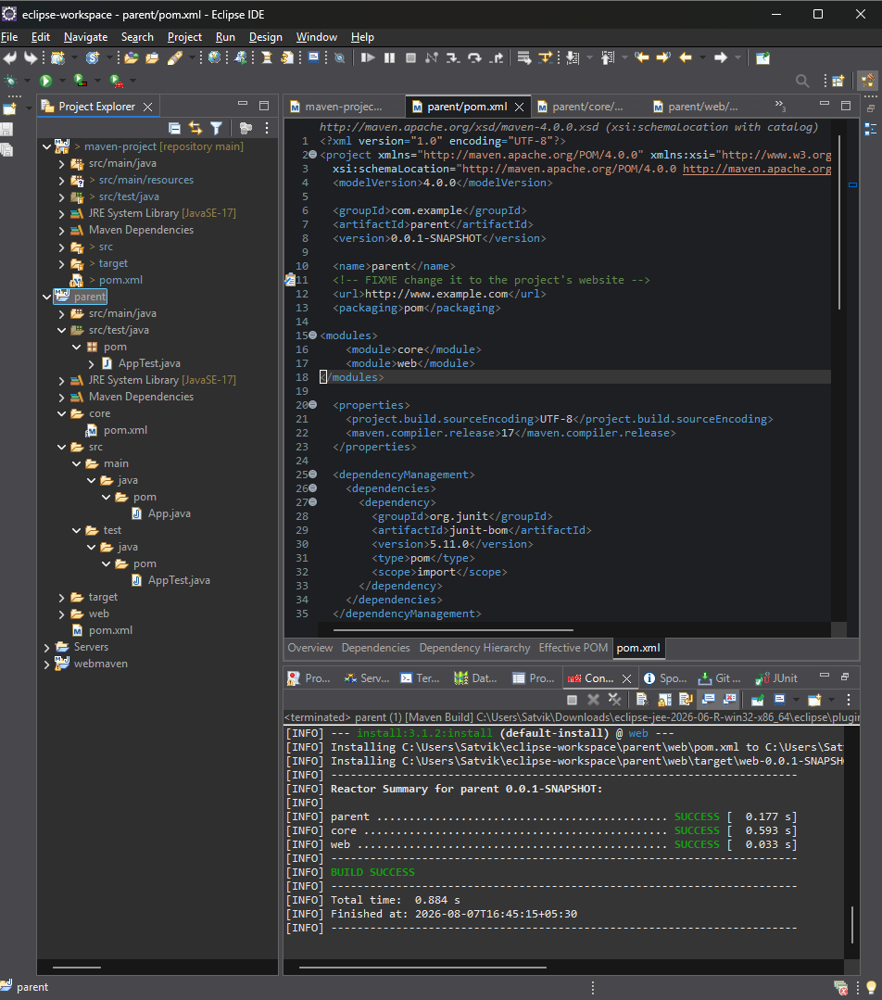 eclipse-workspace - parent/pom.xml - Eclipse IDE
File Edit Navigate Search Project Run Design Window Help
Project Explorer
maven-projec... parent/pom.xml parent/core/... parent/web/... »3
> maven-project [repository main]
src/main/java
> src/main/resources
> src/test/java
JRE System Library [JavaSE-17]
Maven Dependencies
> src
> target
> pom.xml
parent
src/main/java
src/test/java
pom
AppTest.java
JRE System Library [JavaSE-17]
Maven Dependencies
core
pom.xml
src
main
java
pom
App.java
test
java
pom
AppTest.java
target
web
pom.xml
Servers
webmaven
http://maven.apache.org/xsd/maven-4.0.0.xsd (xsi:schemaLocation with catalog)
1 <?xml version="1.0" encoding="UTF-8"?>
2 <project xmlns="http://maven.apache.org/POM/4.0.0" xmlns:xsi="http://www.w3.org
3 xsi:schemaLocation="http://maven.apache.org/POM/4.0.0 http://maven.apache.org
4 <modelVersion>4.0.0</modelVersion>
5
6 <groupId>com.example</groupId>
7 <artifactId>parent</artifactId>
8 <version>0.0.1-SNAPSHOT</version>
9
10 <name>parent</name>
11 <!-- FIXME change it to the project's website -->
12 <url>http://www.example.com</url>
13 <packaging>pom</packaging>
14
15 <modules>
16 <module>core</module>
17 <module>web</module>
18 </modules>
19
20 <properties>
21 <project.build.sourceEncoding>UTF-8</project.build.sourceEncoding>
22 <maven.compiler.release>17</maven.compiler.release>
23 </properties>
24
25 <dependencyManagement>
26 <dependencies>
27 <dependency>
28 <groupId>org.junit</groupId>
29 <artifactId>junit-bom</artifactId>
30 <version>5.11.0</version>
31 <type>pom</type>
32 <scope>import</scope>
33 </dependency>
34 </dependencies>
35 </dependencyManagement>
Overview Dependencies Dependency Hierarchy Effective POM pom.xml
Pro... Serv... Ter... Dat... Pro... Con... Spo... Git ... JUnit
<terminated> parent (1) [Maven Build] C:\Users\Satvik\Downloads\eclipse-jee-2026-06-R-win32-x86_64\eclipse\plugin
[INFO] --- install:3.1.2:install (default-install) @ web ---
[INFO] Installing C:\Users\Satvik\eclipse-workspace\parent\web\pom.xml to C:\Users\Sat
[INFO] Installing C:\Users\Satvik\eclipse-workspace\parent\web\target\web-0.0.1-SNAPSH
[INFO] ------------------------------------------------------------------------
[INFO] Reactor Summary for parent 0.0.1-SNAPSHOT:
[INFO]
[INFO] parent ............................................. SUCCESS [  0.177 s]
[INFO] core ............................................... SUCCESS [  0.593 s]
[INFO] web ................................................ SUCCESS [  0.033 s]
[INFO] ------------------------------------------------------------------------
[INFO] BUILD SUCCESS
[INFO] ------------------------------------------------------------------------
[INFO] Total time:  0.884 s
[INFO] Finished at: 2026-08-07T16:45:15+05:30
[INFO] ------------------------------------------------------------------------
parent